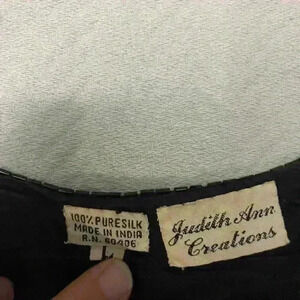 100% PURE SILK
MADE IN INDIA
R.N. 60406
L
Judith Ann
Creations